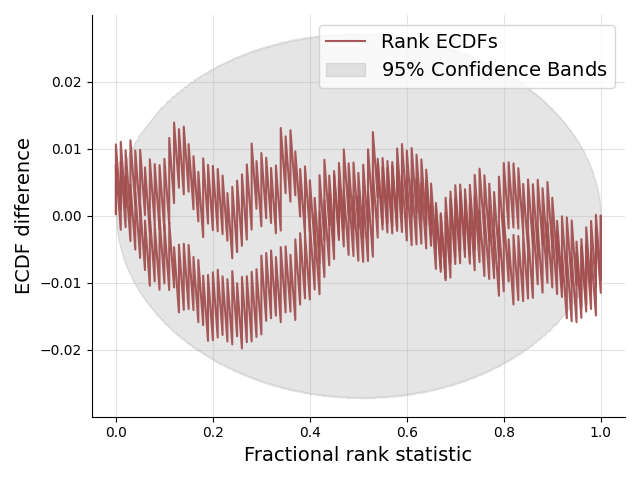 Rank ECDFs
95% Confidence Bands
ECDF difference
0.02
0.01
0.00
−0.01
−0.02
0.0 0.2 0.4 0.6 0.8 1.0
Fractional rank statistic